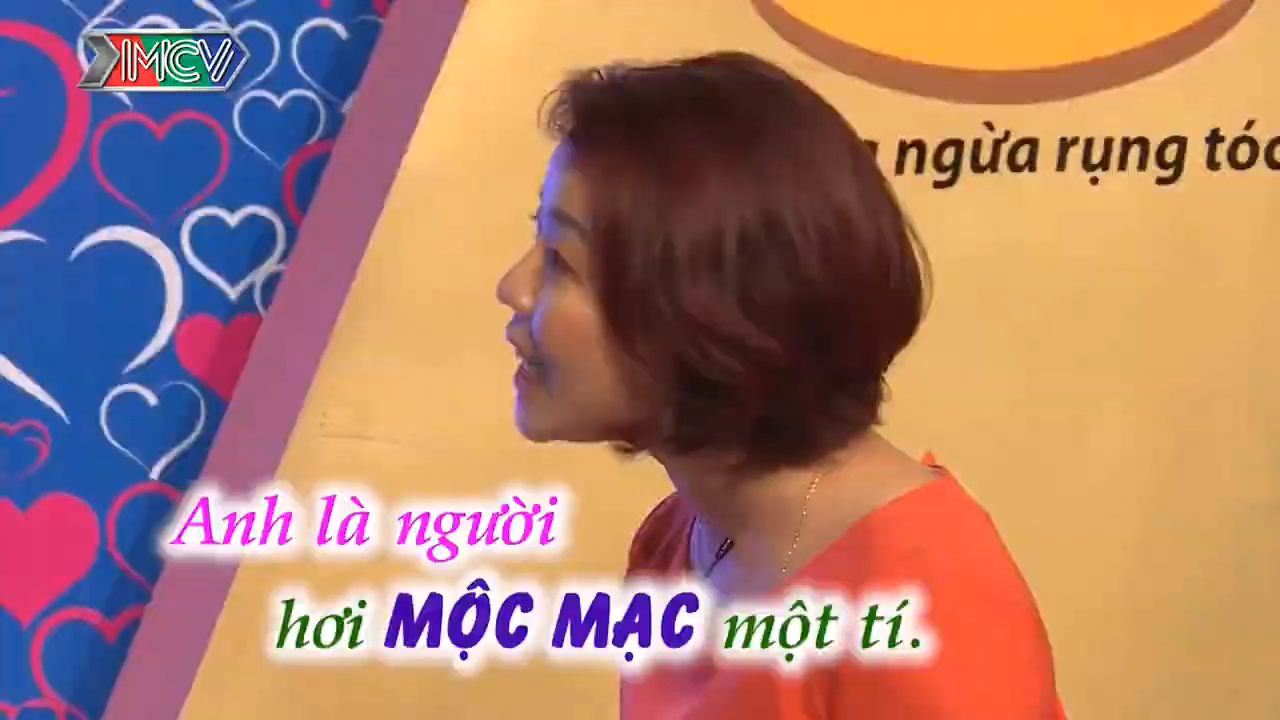 IMCV
ngừa rụng tóc
Anh là người
hơi MỘC MẠC một tí.